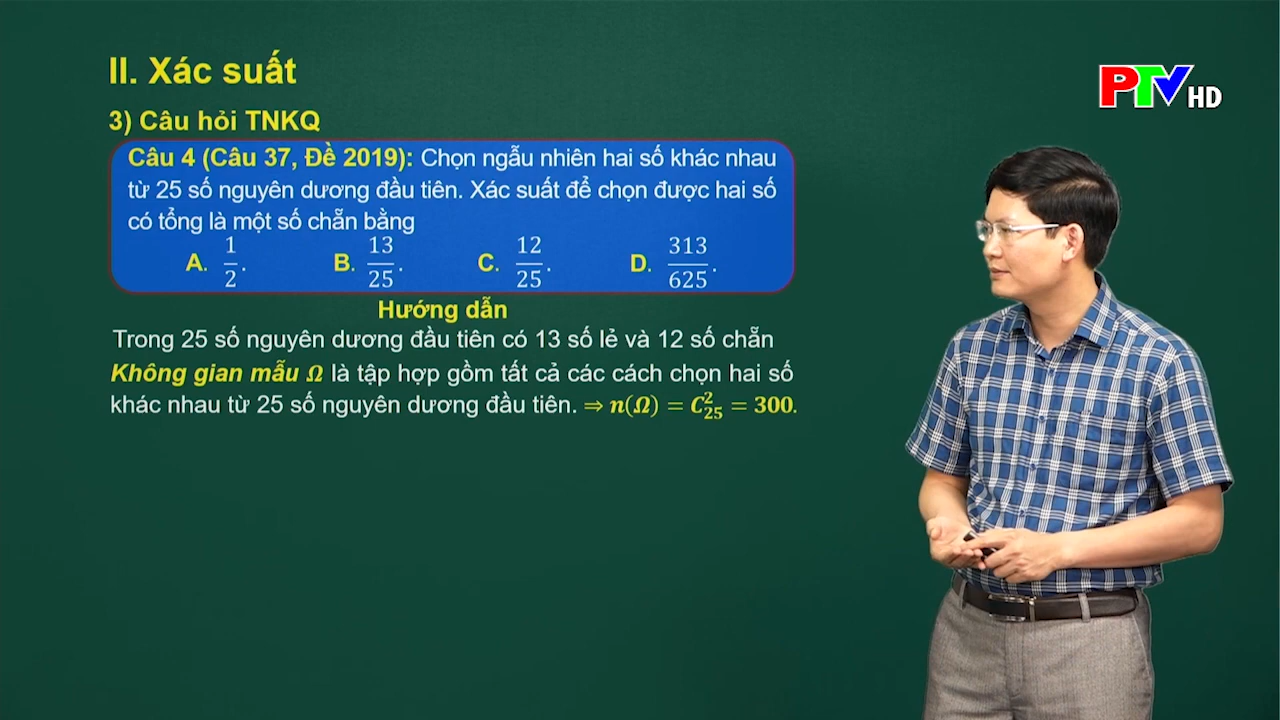 II. Xác suất
PTV HD
3) Câu hỏi TNKQ
Câu 4 (Câu 37, Đề 2019): Chọn ngẫu nhiên hai số khác nhau
từ 25 số nguyên dương đầu tiên. Xác suất để chọn được hai số
có tổng là một số chẵn bằng
A. 1/2. B. 13/25. C. 12/25. D. 313/625.
Hướng dẫn
Trong 25 số nguyên dương đầu tiên có 13 số lẻ và 12 số chẵn
Không gian mẫu Ω là tập hợp gồm tất cả các cách chọn hai số
khác nhau từ 25 số nguyên dương đầu tiên. ⇒ n(Ω) = C²₂₅ = 300.